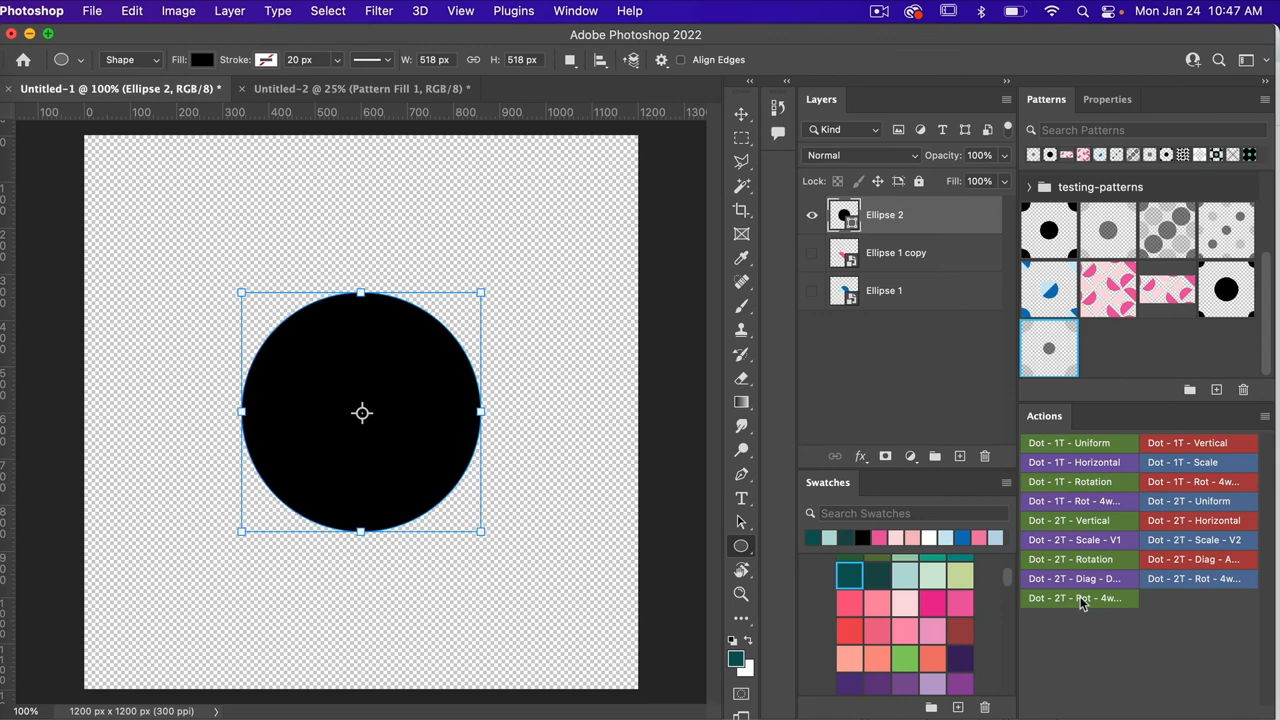 Photoshop File Edit Image Layer Type Select Filter 3D View Plugins Window Help Mon Jan 24 10:47 AM
Adobe Photoshop 2022
Shape Fill: Stroke: 20 px W: 518 px H: 518 px Align Edges
Untitled-1 @ 100% (Ellipse 2, RGB/8) * Untitled-2 @ 25% (Pattern Fill 1, RGB/8) *
100 0 100 200 300 400 500 600 700 800 900 1000 1100 1200 1300
Layers
Kind
Normal Opacity: 100%
Lock: Fill: 100%
Ellipse 2
Ellipse 1 copy
Ellipse 1
fx
Swatches
Search Swatches
Patterns Properties
Search Patterns
testing-patterns
Actions
Dot - 1T - Uniform Dot - 1T - Vertical
Dot - 1T - Horizontal Dot - 1T - Scale
Dot - 1T - Rotation Dot - 1T - Rot - 4w...
Dot - 1T - Rot - 4w... Dot - 2T - Uniform
Dot - 2T - Vertical Dot - 2T - Horizontal
Dot - 2T - Scale - V1 Dot - 2T - Scale - V2
Dot - 2T - Rotation Dot - 2T - Diag - A...
Dot - 2T - Diag - D... Dot - 2T - Rot - 4w...
Dot - 2T - Rot - 4w...
100% 1200 px x 1200 px (300 ppi)